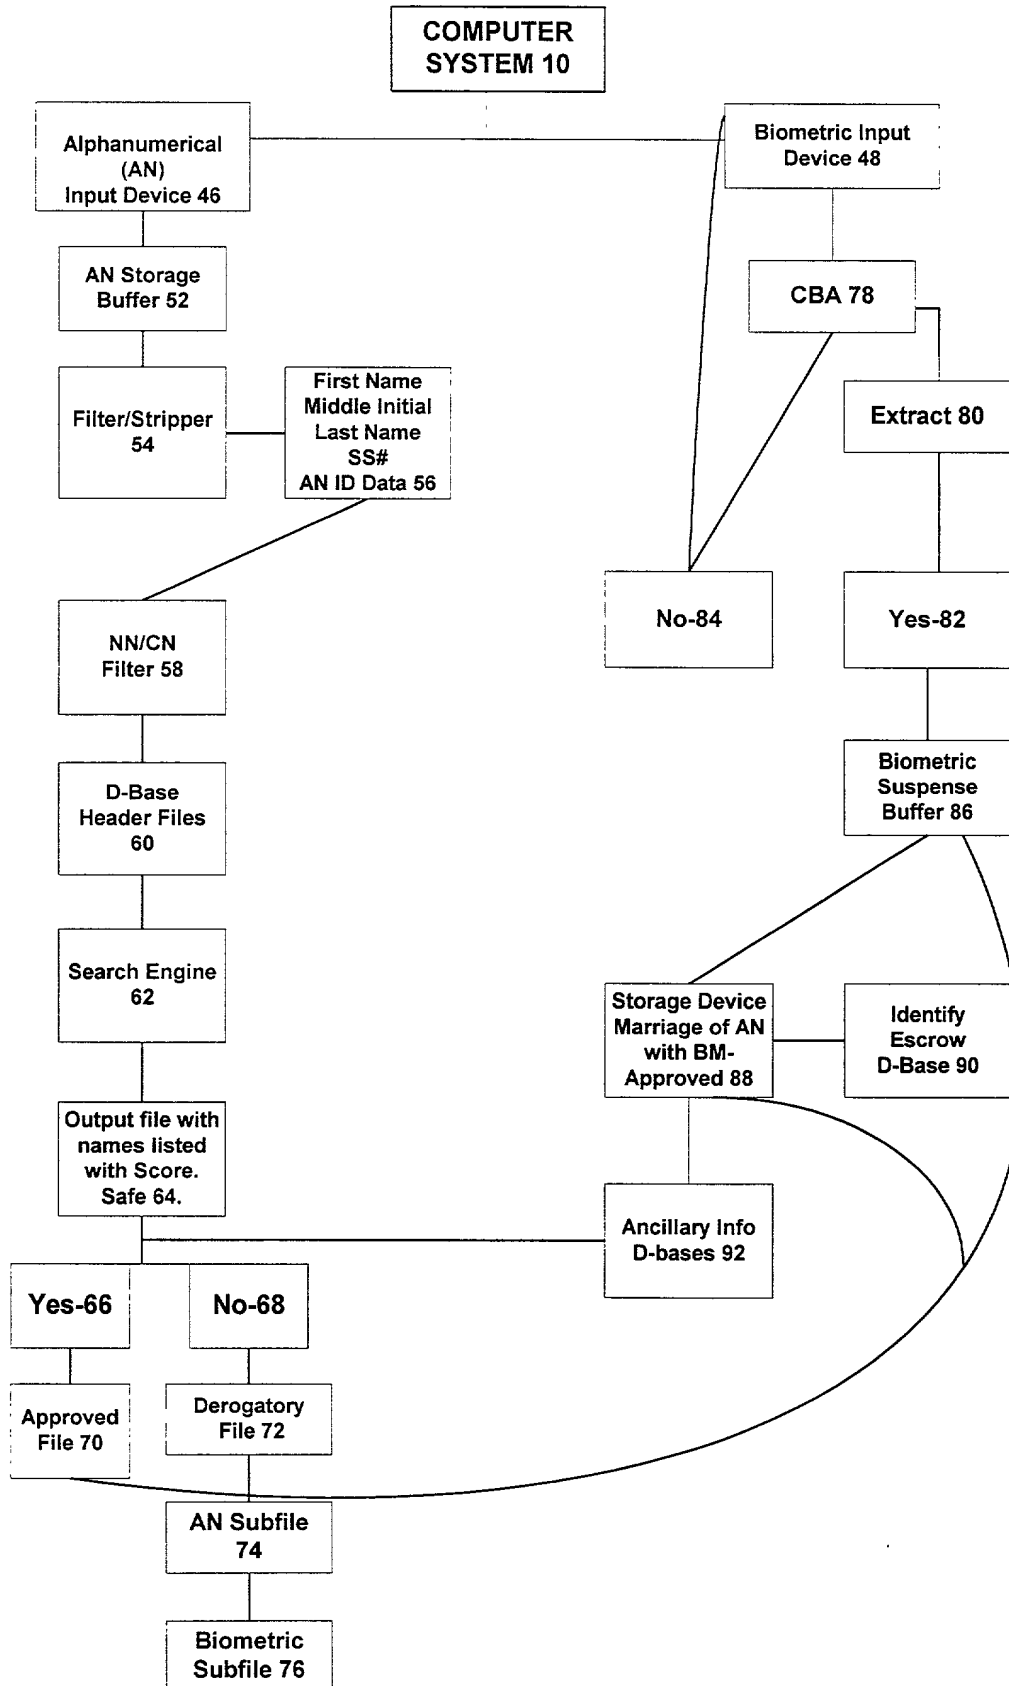 COMPUTER
SYSTEM 10
Alphanumerical
(AN)
Input Device 46
Biometric Input
Device 48
AN Storage
Buffer 52
CBA 78
Filter/Stripper
54
First Name
Middle Initial
Last Name
SS#
AN ID Data 56
Extract 80
NN/CN
Filter 58
No-84
Yes-82
D-Base
Header Files
60
Biometric
Suspense
Buffer 86
Search Engine
62
Storage Device
Marriage of AN
with BM-
Approved 88
Identify
Escrow
D-Base 90
Output file with
names listed
with Score.
Safe 64.
Ancillary Info
D-bases 92
Yes-66
No-68
Approved
File 70
Derogatory
File 72
AN Subfile
74
Biometric
Subfile 76